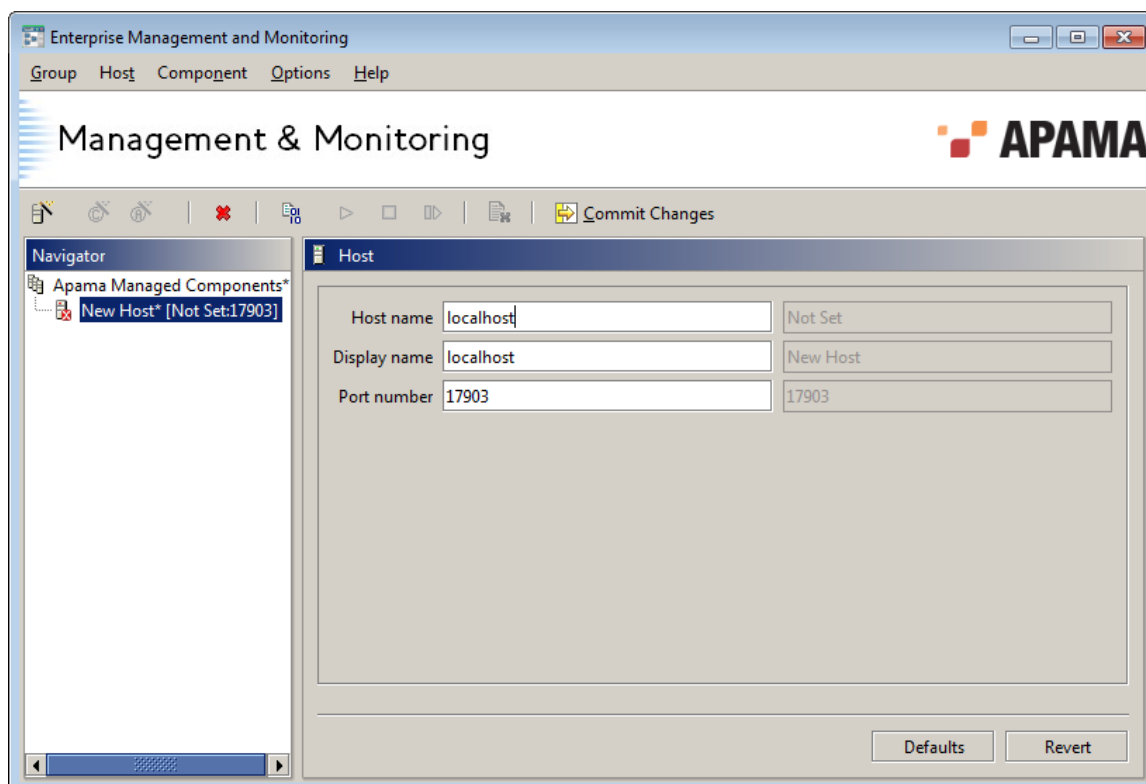 Enterprise Management and Monitoring
Group Host Component Options Help
Management & Monitoring
APAMA
Commit Changes
Navigator
Apama Managed Components*
New Host* [Not Set:17903]
Host
Host name localhost Not Set
Display name localhost New Host
Port number 17903 17903
Defaults Revert